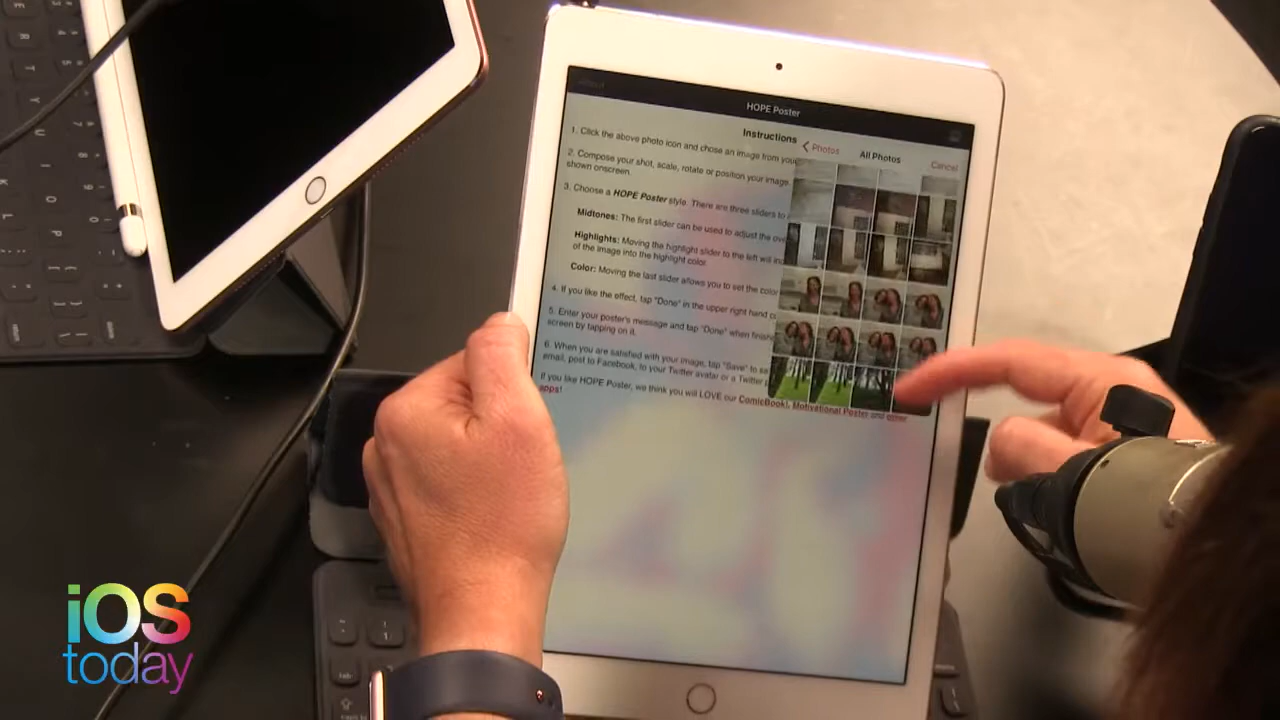 HOPE Poster
Instructions
1. Click the above photo icon and chose an image from your
2. Compose your shot, scale, rotate or position your image
shown onscreen.
3. Choose a HOPE Poster style. There are three sliders to
Midtones: The first slider can be used to adjust the
Highlights: Moving the highlight slider to the left will
of the image into the highlight color.
Color: Moving the last slider allows you to set the
4. If you like the effect, tap "Done" in the upper right hand
5. Enter your poster's message and tap "Done" when
screen by tapping on it.
6. When you are satisfied with your image, tap "Save" to
email, post to Facebook, to your Twitter avatar or a Twitter
If you like HOPE Poster, we think you will LOVE our ComicBook!, Motivational Poster and other
apps!
Photos
All Photos
Cancel
iOS
today